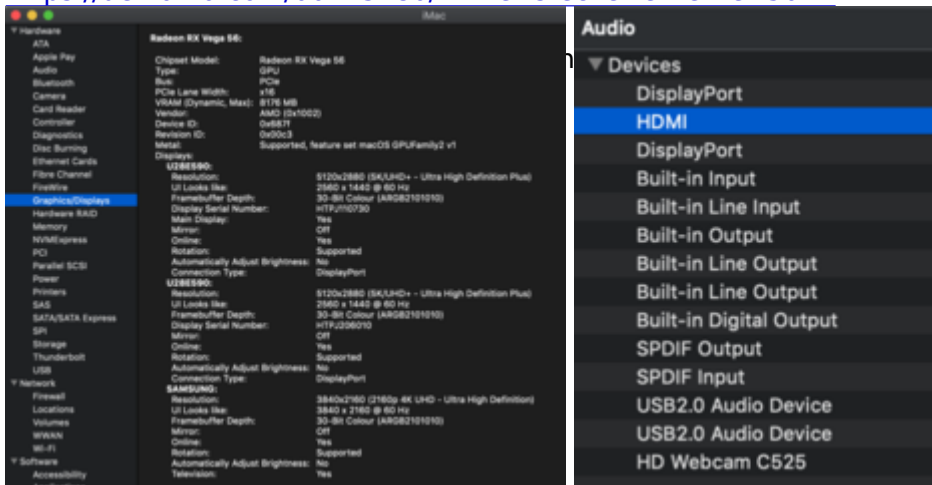 iMac
Hardware
ATA
Apple Pay
Audio
Bluetooth
Camera
Card Reader
Controller
Diagnostics
Disc Burning
Ethernet Cards
Fibre Channel
FireWire
Graphics/Displays
Hardware RAID
Memory
NVMExpress
PCI
Parallel SCSI
Power
Printers
SAS
SATA/SATA Express
SPI
Storage
Thunderbolt
USB
Network
Firewall
Locations
Volumes
WWAN
Wi-Fi
Software
Accessibility
Radeon RX Vega 56:
Chipset Model: Radeon RX Vega 56
Type: GPU
Bus: PCIe
PCIe Lane Width: x16
VRAM (Dynamic, Max): 8176 MB
Vendor: AMD (0x1002)
Device ID: 0x687f
Revision ID: 0x00c3
Metal: Supported, feature set macOS GPUFamily2 v1
Displays:
U28E590:
Resolution: 5120x2880 (5K/UHD+ - Ultra High Definition Plus)
UI Looks like: 2560 x 1440 @ 60 Hz
Framebuffer Depth: 30-Bit Colour (ARGB2101010)
Display Serial Number: HTPJ110730
Main Display: Yes
Mirror: Off
Online: Yes
Rotation: Supported
Automatically Adjust Brightness: No
Connection Type: DisplayPort
U28E590:
Resolution: 5120x2880 (5K/UHD+ - Ultra High Definition Plus)
UI Looks like: 2560 x 1440 @ 60 Hz
Framebuffer Depth: 30-Bit Colour (ARGB2101010)
Display Serial Number: HTPJ206010
Mirror: Off
Online: Yes
Rotation: Supported
Automatically Adjust Brightness: No
Connection Type: DisplayPort
SAMSUNG:
Resolution: 3840x2160 (2160p 4K UHD - Ultra High Definition)
UI Looks like: 3840 x 2160 @ 60 Hz
Framebuffer Depth: 30-Bit Colour (ARGB2101010)
Mirror: Off
Online: Yes
Rotation: Supported
Automatically Adjust Brightness: No
Television: Yes
Audio
Devices
DisplayPort
HDMI
DisplayPort
Built-in Input
Built-in Line Input
Built-in Output
Built-in Line Output
Built-in Line Output
Built-in Digital Output
SPDIF Output
SPDIF Input
USB2.0 Audio Device
USB2.0 Audio Device
HD Webcam C525